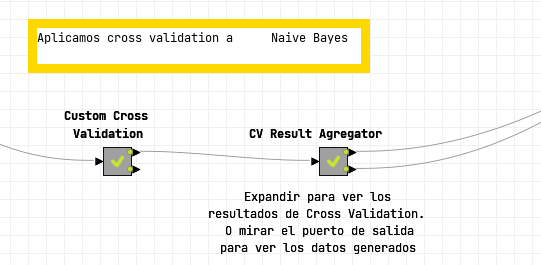 Aplicamos cross validation a     Naive Bayes
Custom Cross
Validation
CV Result Agregator
Expandir para ver los
resultados de Cross Validation.
O mirar el puerto de salida
para ver los datos generados